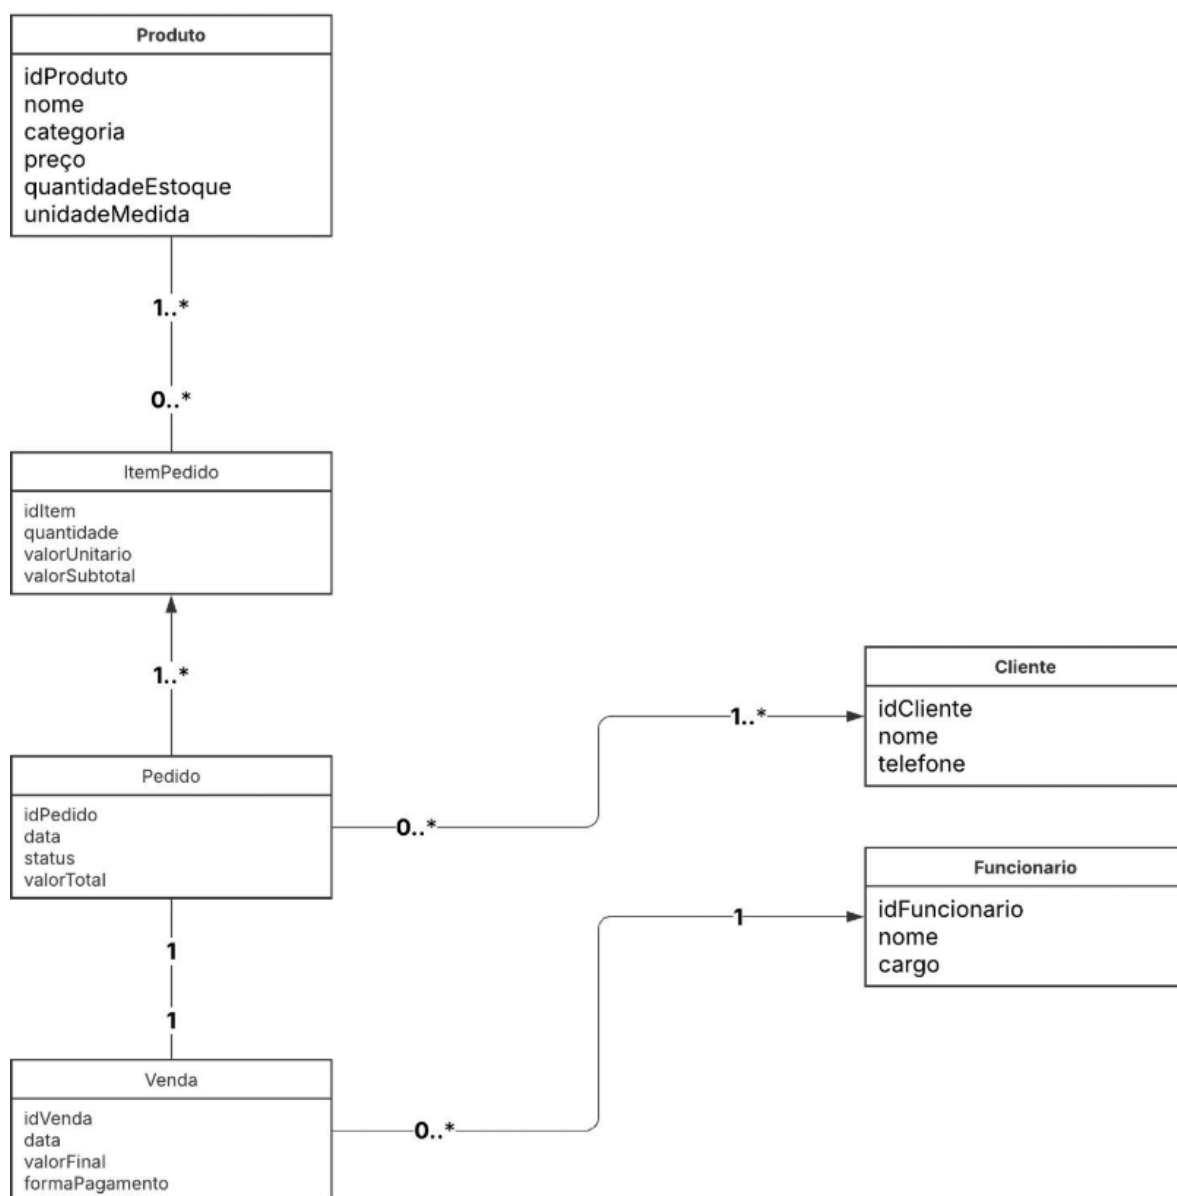 Produto
idProduto
nome
categoria
preço
quantidadeEstoque
unidadeMedida
1..*
0..*
ItemPedido
idItem
quantidade
valorUnitario
valorSubtotal
1..*
Pedido
idPedido
data
status
valorTotal
0..*
1..*
Cliente
idCliente
nome
telefone
Funcionario
idFuncionario
nome
cargo
1
1
1
Venda
idVenda
data
valorFinal
formaPagamento
0..*